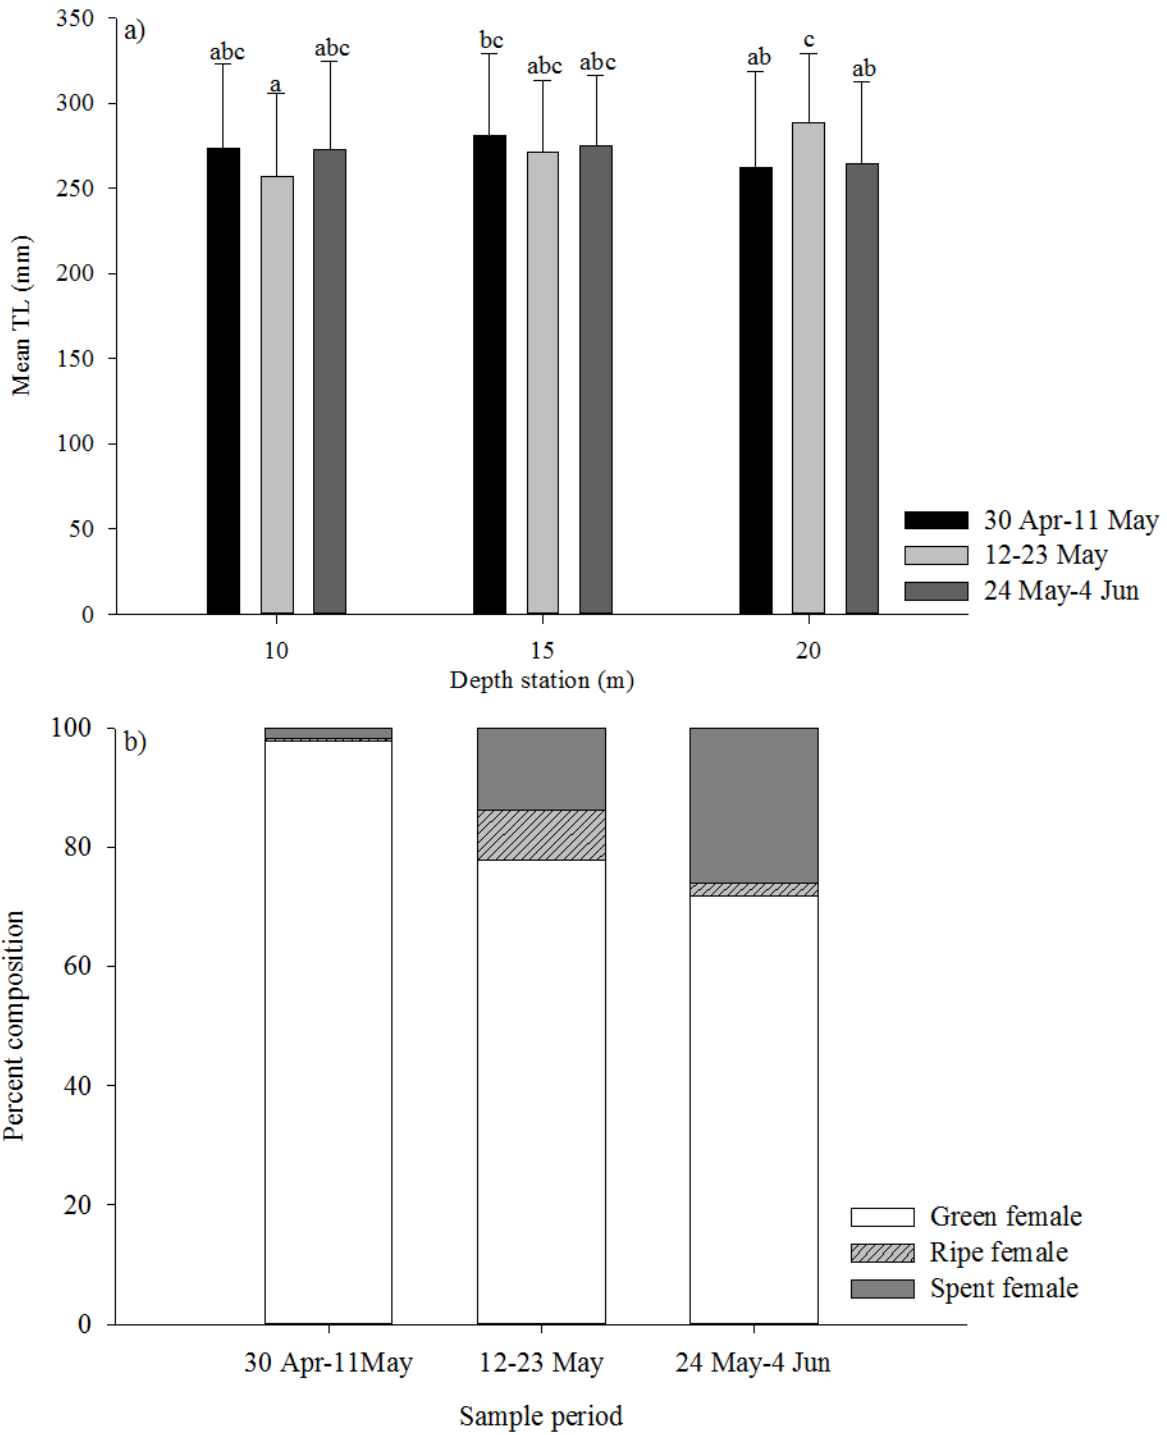 350
a)
300
250
200
150
100
50
0
Mean TL (mm)
abc
a
abc
bc
abc
abc
ab
c
ab
30 Apr-11 May
12-23 May
24 May-4 Jun
10
15
20
Depth station (m)
100
b)
80
60
40
20
0
Percent composition
Green female
Ripe female
Spent female
30 Apr-11May
12-23 May
24 May-4 Jun
Sample period